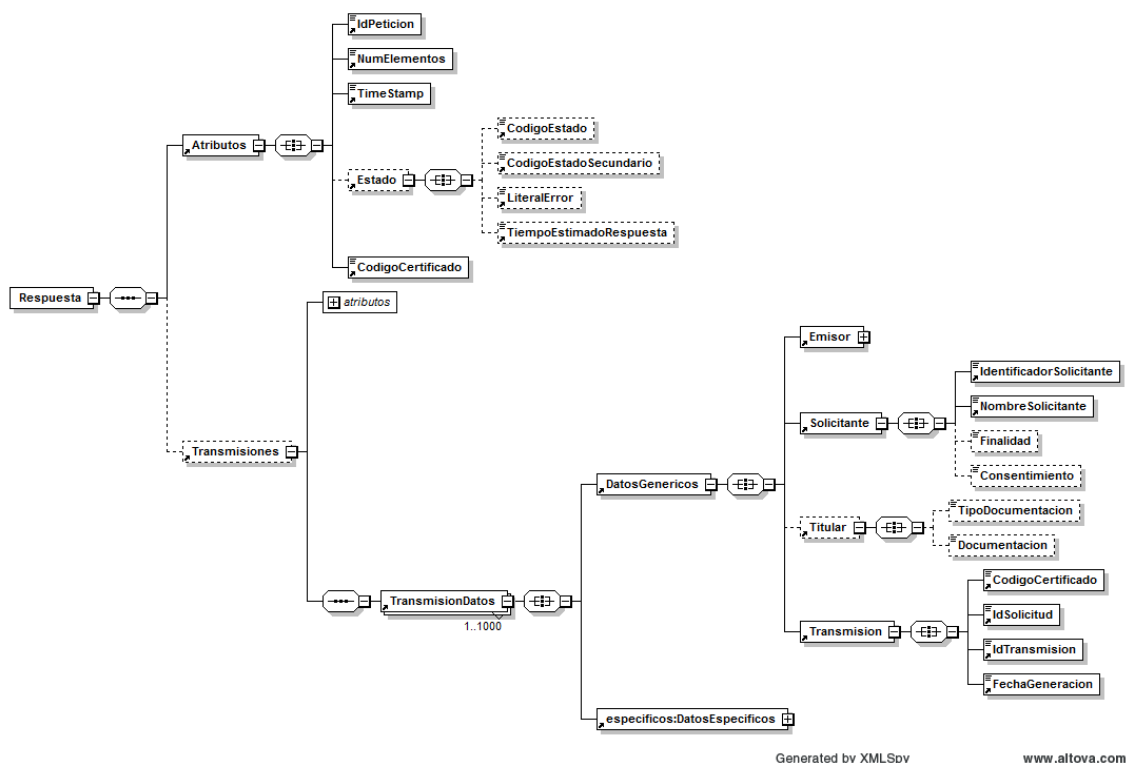 IdPeticion
NumElementos
TimeStamp
Atributos
CodigoEstado
CodigoEstadoSecundario
Estado
LiteralError
TiempoEstimadoRespuesta
CodigoCertificado
Respuesta
atributos
Transmisiones
Emisor
IdentificadorSolicitante
NombreSolicitante
Solicitante
Finalidad
Consentimiento
DatosGenericos
TipoDocumentacion
Titular
Documentacion
CodigoCertificado
TransmisionDatos
1..1000
IdSolicitud
Transmision
IdTransmision
FechaGeneracion
especificos:DatosEspecificos
Generated by XMLSpy www.altova.com